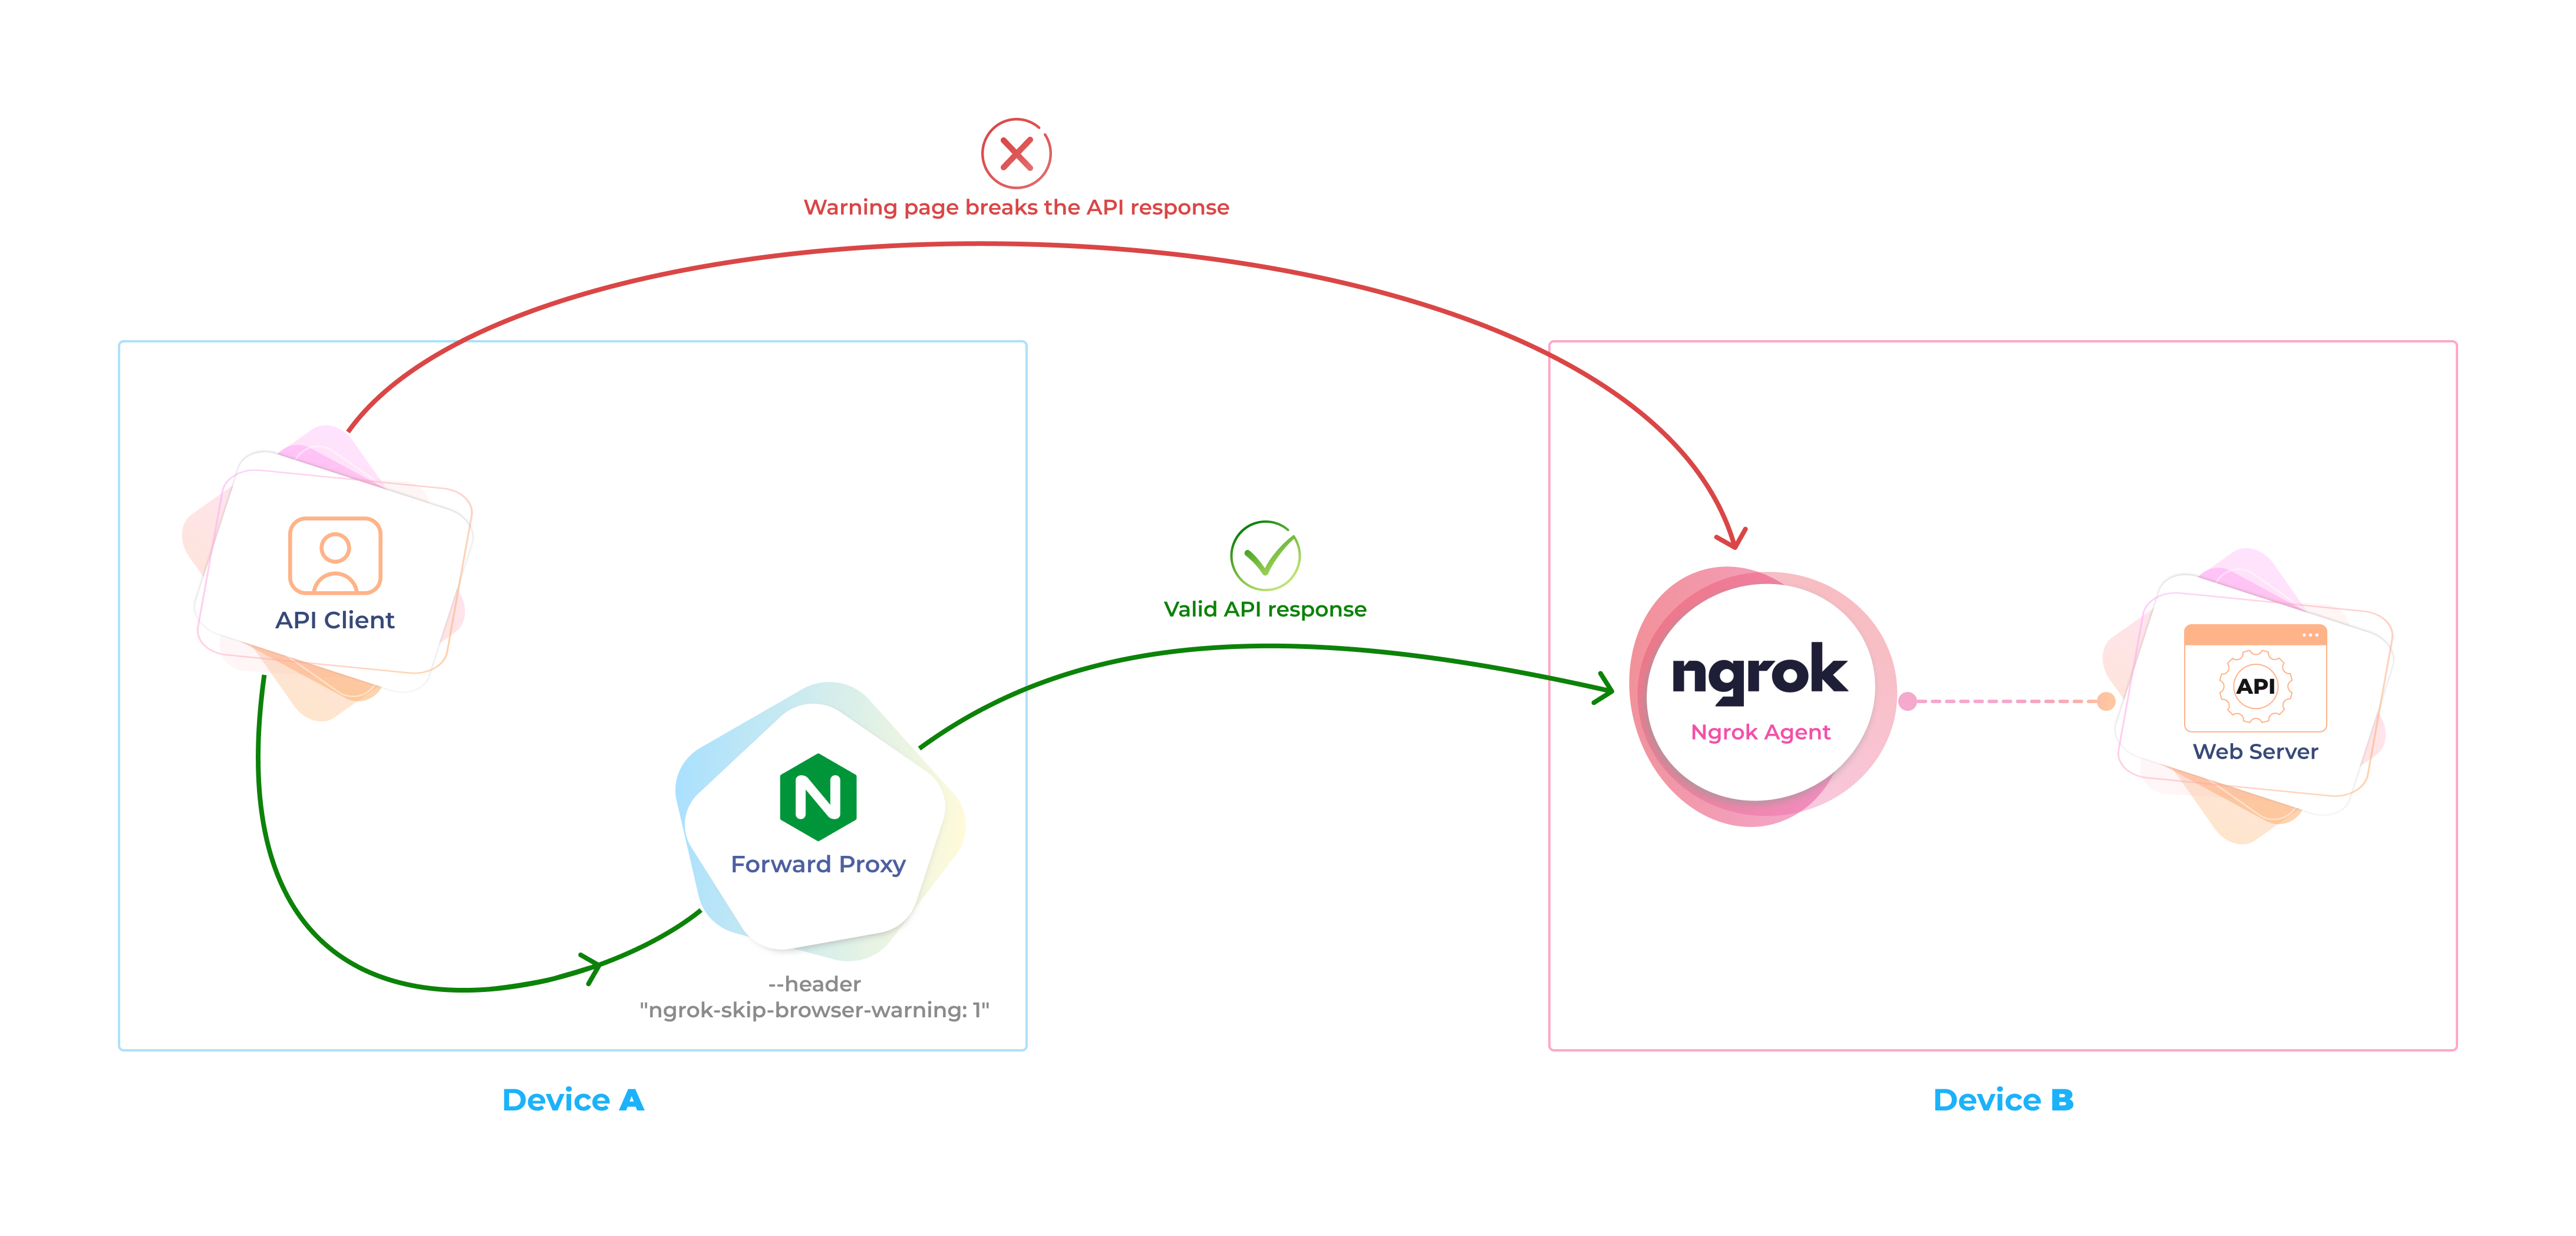 Warning page breaks the API response
API Client
Valid API response
ngrok
Ngrok Agent
API
Web Server
N
Forward Proxy
--header
"ngrok-skip-browser-warning: 1"
Device A
Device B